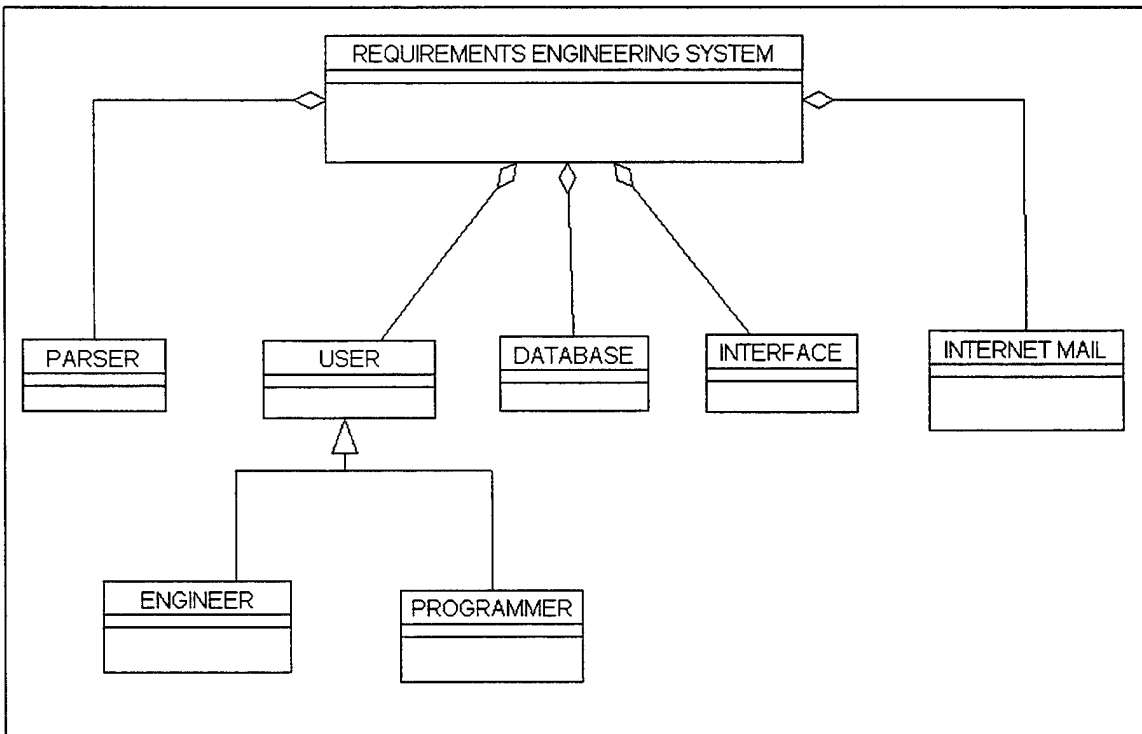 REQUIREMENTS ENGINEERING SYSTEM
PARSER
USER
DATABASE
INTERFACE
INTERNET MAIL
ENGINEER
PROGRAMMER